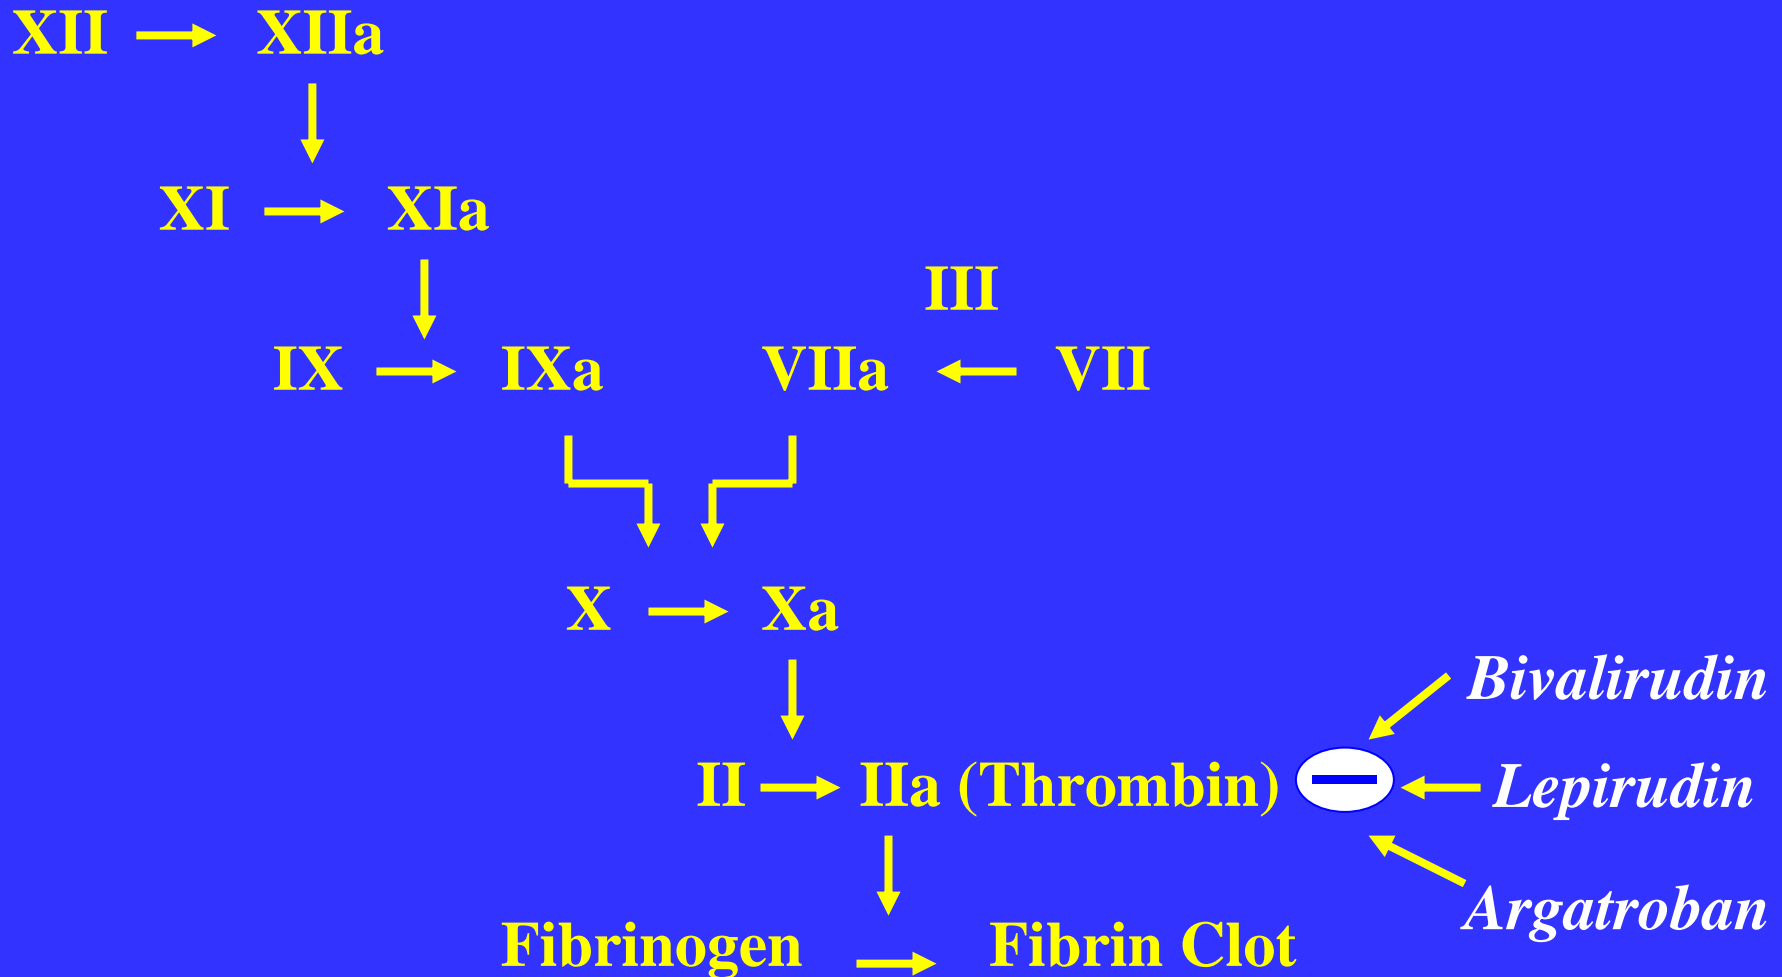 XII XIIa
XI XIa
III
IX IXa VIIa VII
X Xa
Bivalirudin
II IIa (Thrombin) Lepirudin
Argatroban
Fibrinogen Fibrin Clot